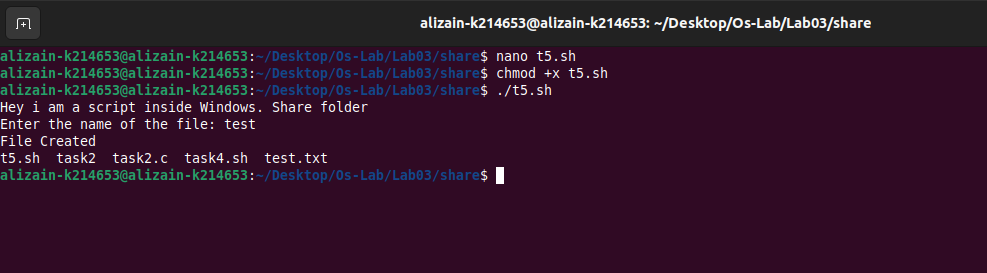 alizain-k214653@alizain-k214653: ~/Desktop/Os-Lab/Lab03/share
alizain-k214653@alizain-k214653:~/Desktop/Os-Lab/Lab03/share$ nano t5.sh
alizain-k214653@alizain-k214653:~/Desktop/Os-Lab/Lab03/share$ chmod +x t5.sh
alizain-k214653@alizain-k214653:~/Desktop/Os-Lab/Lab03/share$ ./t5.sh
Hey i am a script inside Windows. Share folder
Enter the name of the file: test
File Created
t5.sh  task2  task2.c  task4.sh  test.txt
alizain-k214653@alizain-k214653:~/Desktop/Os-Lab/Lab03/share$